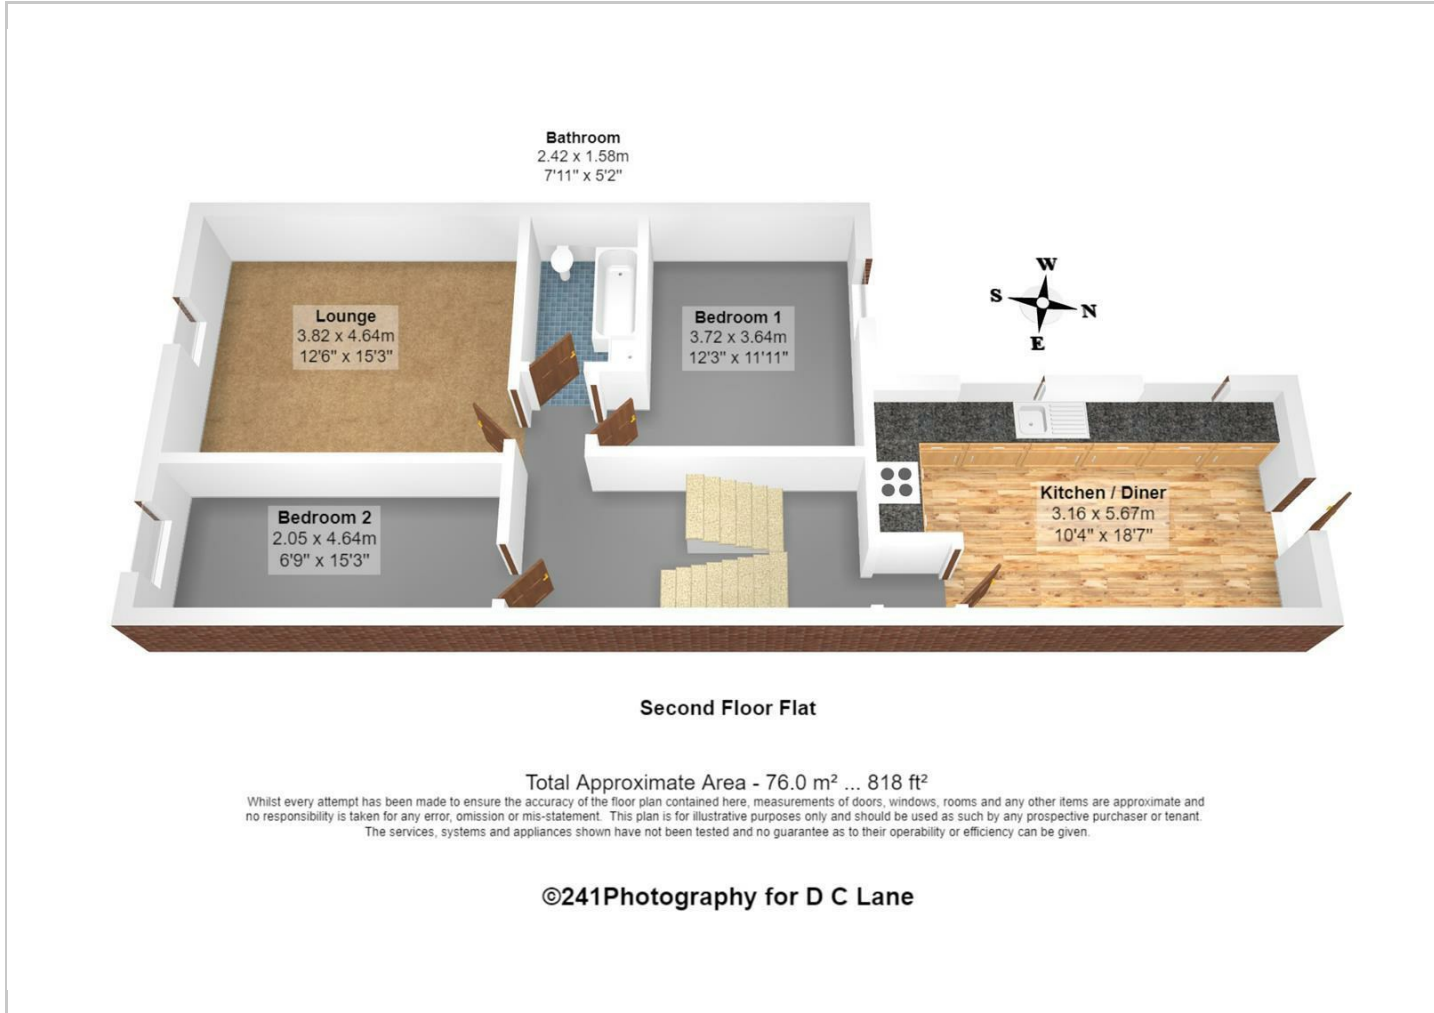 Bathroom
2.42 x 1.58m
7'11" x 5'2"
Lounge
3.82 x 4.64m
12'6" x 15'3"
Bedroom 1
3.72 x 3.64m
12'3" x 11'11"
W
S
N
E
Kitchen / Diner
3.16 x 5.67m
10'4" x 18'7"
Bedroom 2
2.05 x 4.64m
6'9" x 15'3"
Second Floor Flat
Total Approximate Area - 76.0 m² ... 818 ft²
Whilst every attempt has been made to ensure the accuracy of the floor plan contained here, measurements of doors, windows, rooms and any other items are approximate and
no responsibility is taken for any error, omission or mis-statement. This plan is for illustrative purposes only and should be used as such by any prospective purchaser or tenant.
The services, systems and appliances shown have not been tested and no guarantee as to their operability or efficiency can be given.
©241Photography for D C Lane